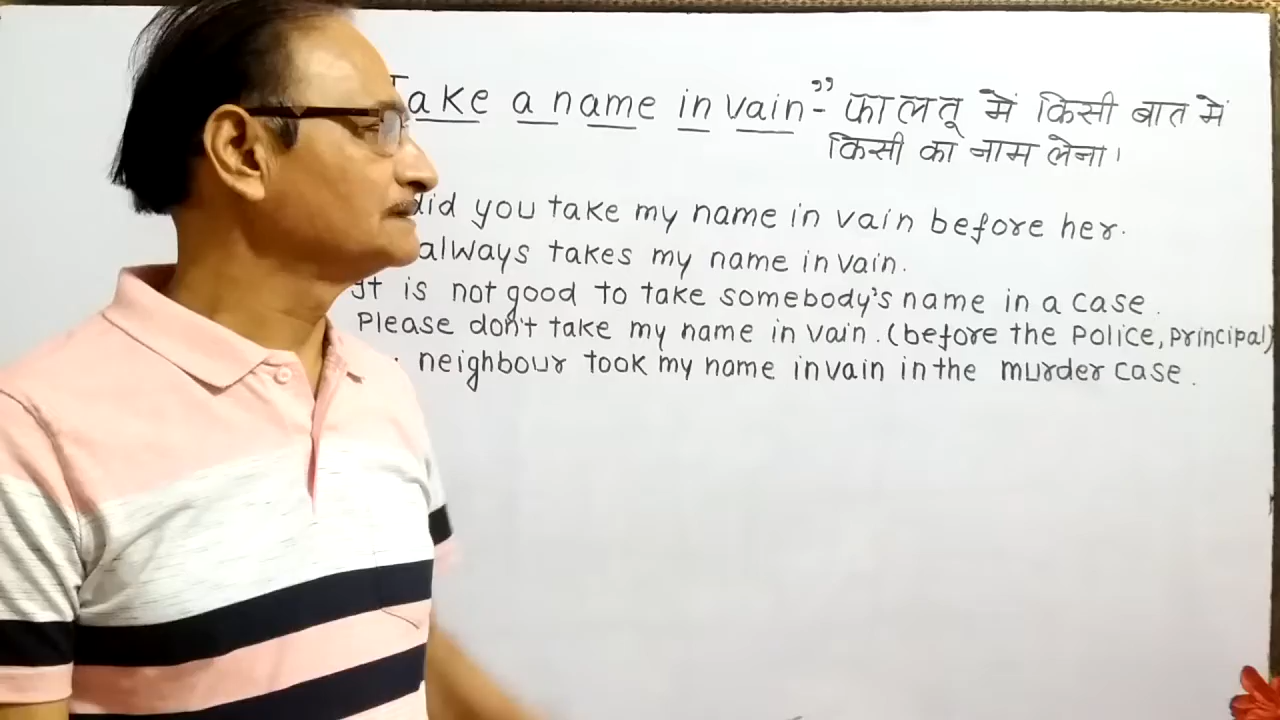 Take a name in vain”- फालतू में किसी बात में
किसी का नाम लेना।
did you take my name in vain before her.
always takes my name in vain.
It is not good to take somebody's name in a case.
Please don't take my name in vain. (before the Police, principal)
neighbour took my name in vain in the murder case.